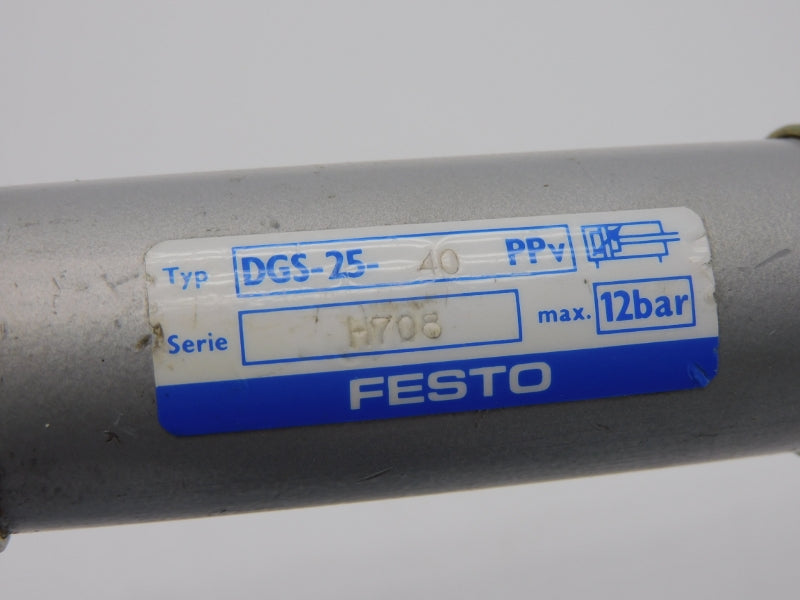 Typ DGS-25- 40 PPv
Serie H708 max. 12bar
FESTO